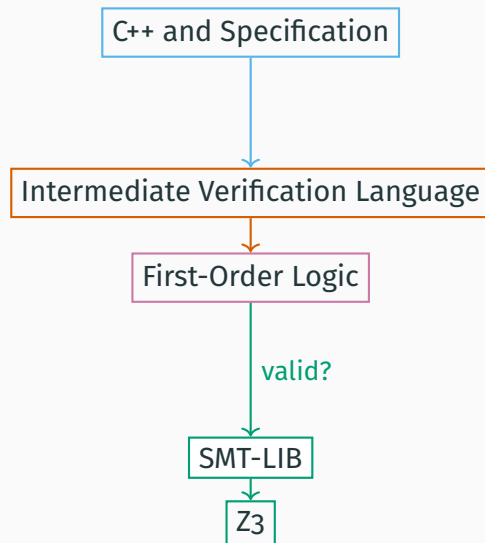 C++ and Specification
Intermediate Verification Language
First-Order Logic
valid?
SMT-LIB
Z3